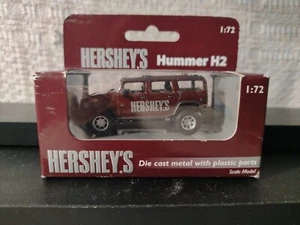 1:72
HERSHEY'S Hummer H2
HERSHEY'S
1:72
HERSHEY'S Die cast metal with plastic parts
Scale Model